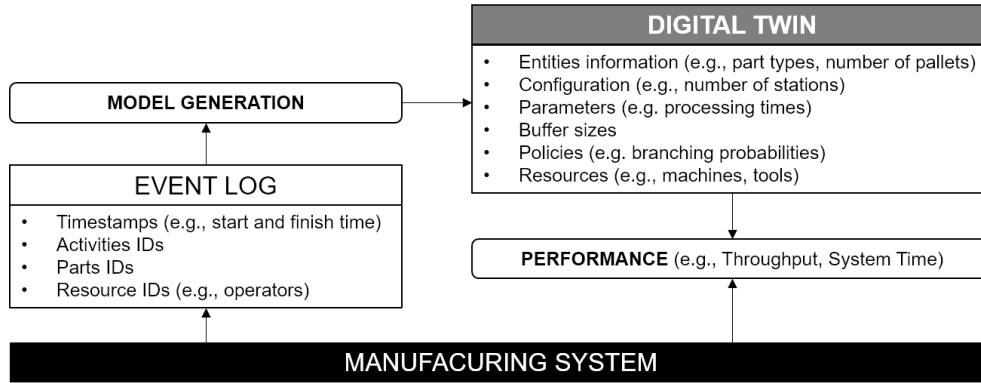 DIGITAL TWIN
• Entities information (e.g., part types, number of pallets)
• Configuration (e.g., number of stations)
• Parameters (e.g. processing times)
• Buffer sizes
• Policies (e.g. branching probabilities)
• Resources (e.g., machines, tools)
MODEL GENERATION
EVENT LOG
• Timestamps (e.g., start and finish time)
• Activities IDs
• Parts IDs
• Resource IDs (e.g., operators)
PERFORMANCE (e.g., Throughput, System Time)
MANUFACURING SYSTEM